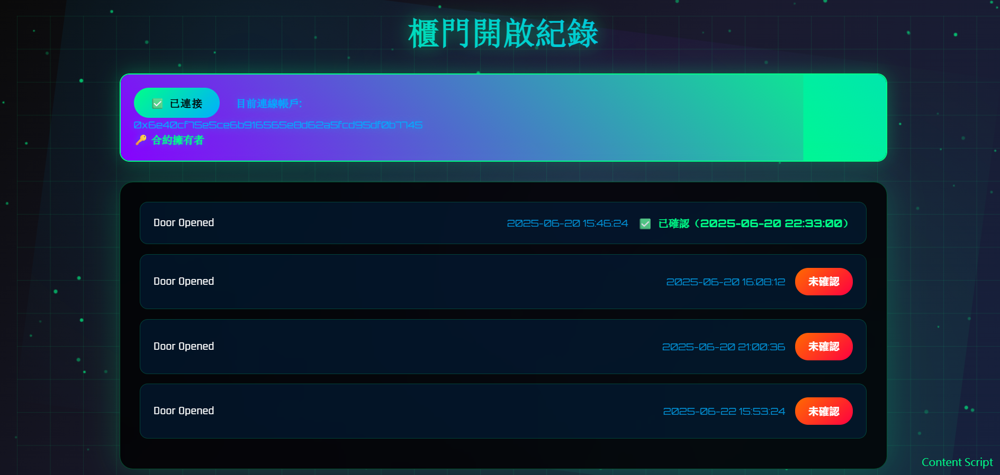 櫃門開啟紀錄
✅ 已連接 目前連線帳戶:
0x6e40cf75e5ce6b916565e8d62a5fcd95df0b7745
🔑 合約擁有者
Door Opened 2025-06-20 15:46:24 ✅ 已確認（2025-06-20 22:33:00）
Door Opened 2025-06-20 16:08:12 未確認
Door Opened 2025-06-20 21:00:36 未確認
Door Opened 2025-06-22 15:53:24 未確認
Content Script